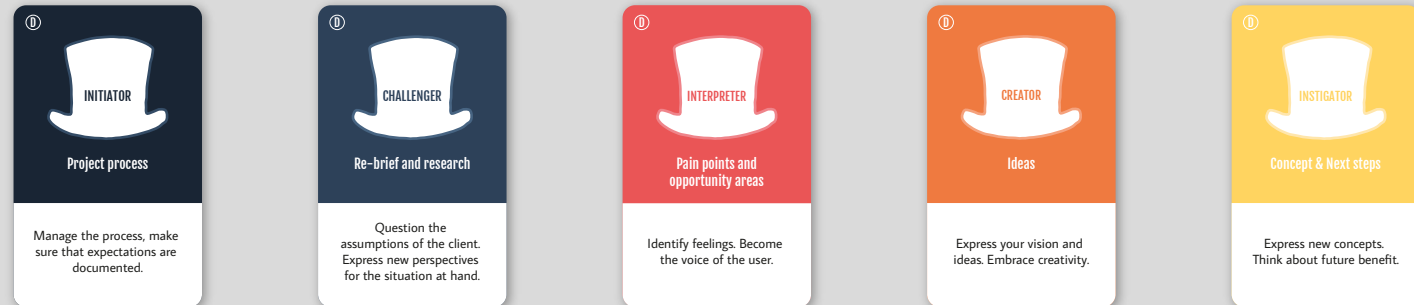 D
INITIATOR
Project process
Manage the process, make
sure that expectations are
documented.
D
CHALLENGER
Re-brief and research
Question the
assumptions of the client.
Express new perspectives
for the situation at hand.
D
INTERPRETER
Pain points and
opportunity areas
Identify feelings. Become
the voice of the user.
D
CREATOR
Ideas
Express your vision and
ideas. Embrace creativity.
D
INSTIGATOR
Concept & Next steps
Express new concepts.
Think about future benefit.